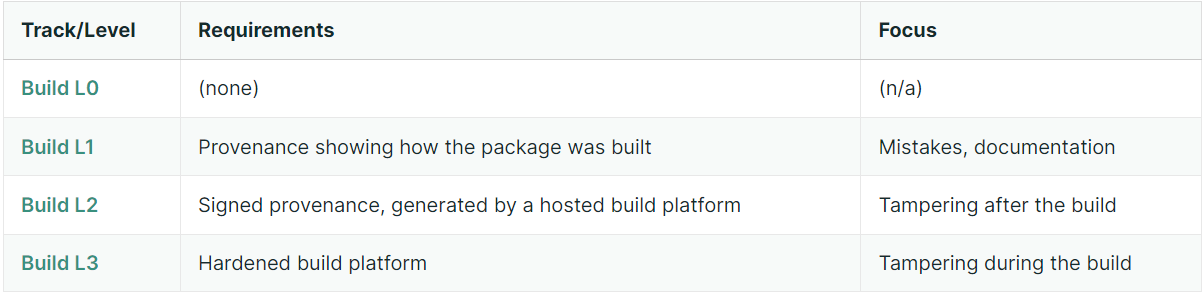 Track/Level Requirements Focus
Build L0 (none) (n/a)
Build L1 Provenance showing how the package was built Mistakes, documentation
Build L2 Signed provenance, generated by a hosted build platform Tampering after the build
Build L3 Hardened build platform Tampering during the build